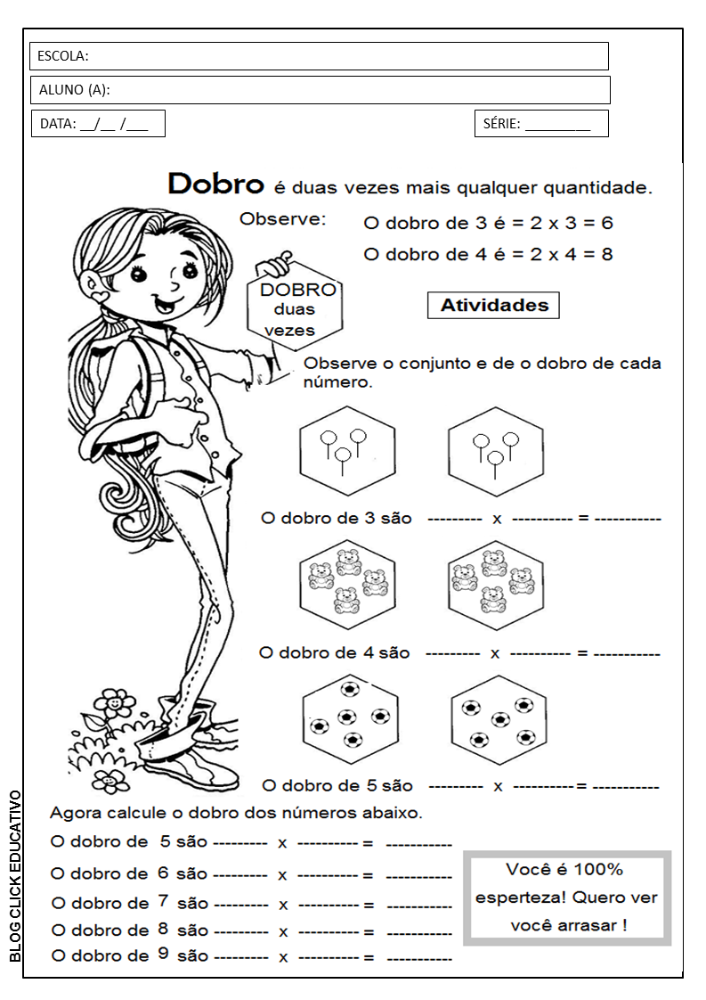 ESCOLA:
ALUNO (A):
DATA: __/__ /___
SÉRIE: _________
Dobro é duas vezes mais qualquer quantidade.
Observe:
O dobro de 3 é = 2 x 3 = 6
O dobro de 4 é = 2 x 4 = 8
DOBRO
duas
vezes
Atividades
Observe o conjunto e de o dobro de cada
número.
O dobro de 3 são --------- x ---------- = -----------
O dobro de 4 são --------- x ---------- = -----------
O dobro de 5 são --------- x ---------- = -----------
Agora calcule o dobro dos números abaixo.
O dobro de 5 são --------- x ---------- = -----------
O dobro de 6 são --------- x ---------- = -----------
O dobro de 7 são --------- x ---------- = -----------
O dobro de 8 são --------- x ---------- = -----------
O dobro de 9 são --------- x ---------- = -----------
Você é 100%
esperteza! Quero ver
você arrasar !
BLOG CLICK EDUCATIVO